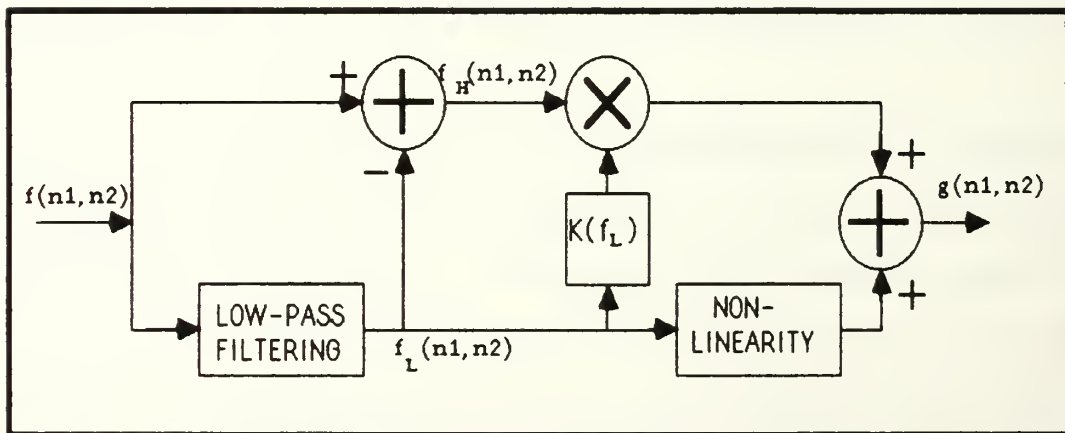 +
f_H(n1,n2)
−
f(n1,n2)
K(f_L)
+
g(n1,n2)
+
LOW-PASS
FILTERING
f_L(n1,n2)
NON-
LINEARITY